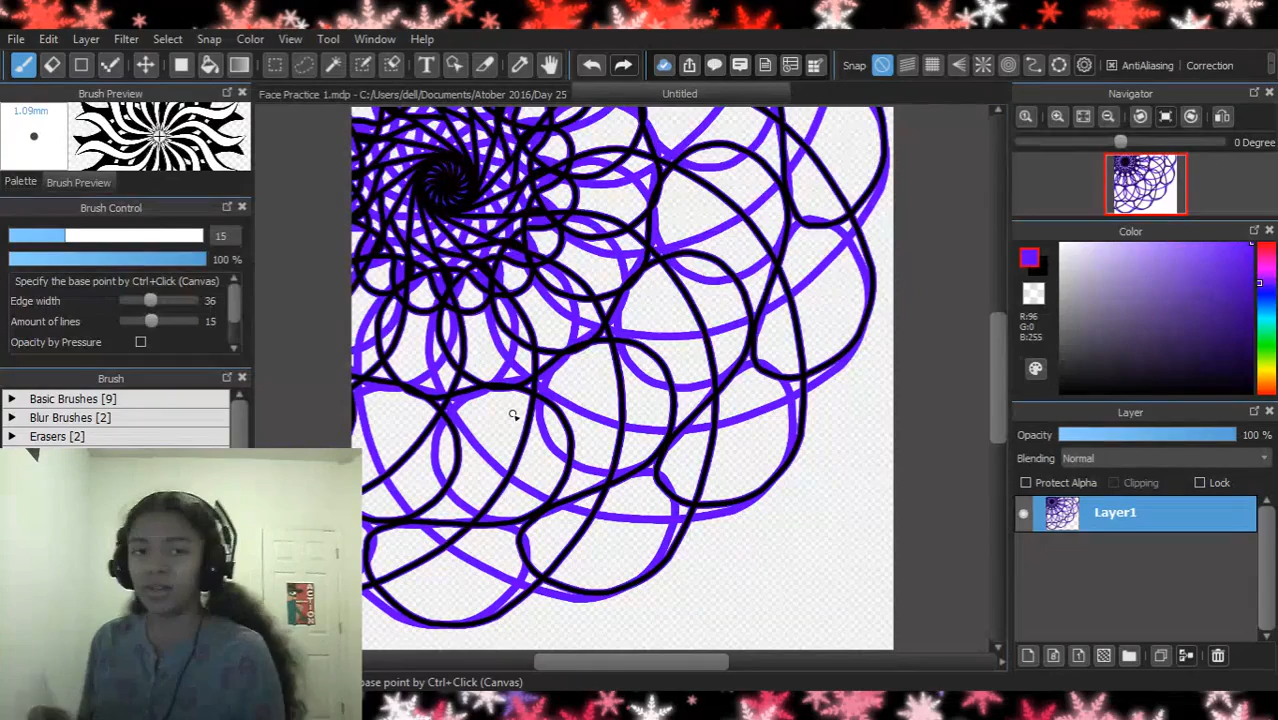 File Edit Layer Filter Select Snap Color View Tool Window Help
Snap AntiAliasing Correction
Brush Preview
Face Practice 1.mdp - C:/Users/dell/Documents/Atober 2016/Day 25
Untitled
Navigator
1.09mm
0 Degree
Palette Brush Preview
Brush Control
15
100 %
Specify the base point by Ctrl+Click (Canvas)
Edge width 36
Amount of lines 15
Opacity by Pressure
Brush
Basic Brushes [9]
Blur Brushes [2]
Erasers [2]
Color
R:96
G:0
B:255
Layer
Opacity 100 %
Blending Normal
Protect Alpha Clipping Lock
Layer1
ACTION
base point by Ctrl+Click (Canvas)